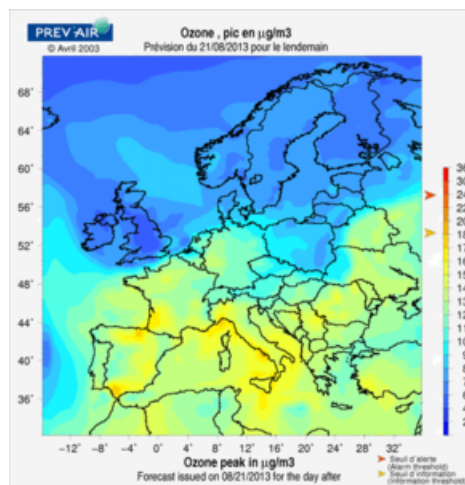 PREV'AIR
© Avril 2003
Ozone , pic en µg/m3
Prévision du 21/08/2013 pour le lendemain
68°
64°
60°
56°
52°
48°
44°
40°
36°
-12° -8° -4° 0° 4° 8° 12° 16° 20° 24° 28° 32°
Ozone peak in µg/m3
Forecast issued on 08/21/2013 for the day after
Seuil d'alerte
(Alarm threshold)
Seuil d'information
(Information threshold)